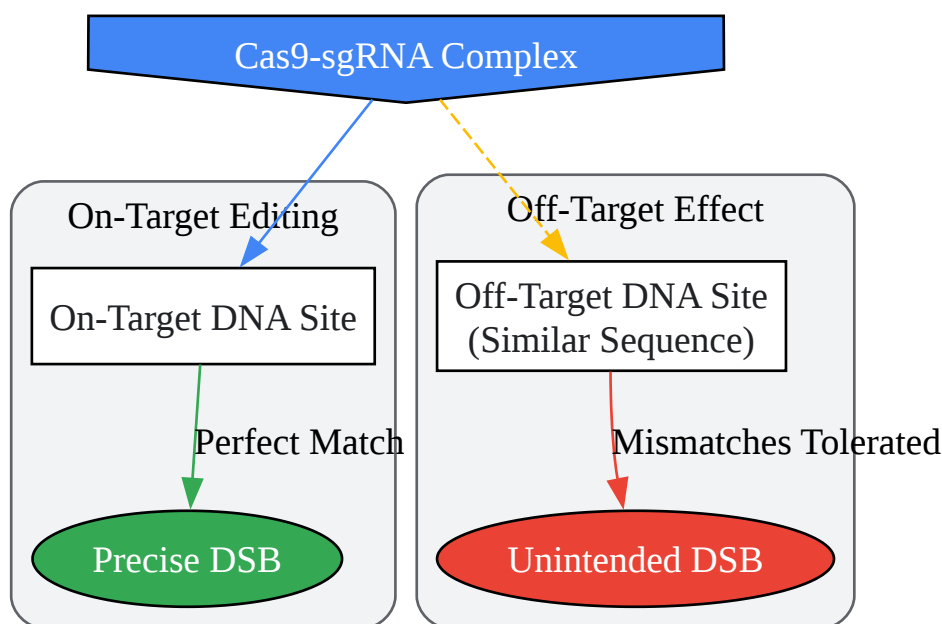 Cas9-sgRNA Complex
On-Target Editing
On-Target DNA Site
Perfect Match
Precise DSB
Off-Target Effect
Off-Target DNA Site
(Similar Sequence)
Mismatches Tolerated
Unintended DSB